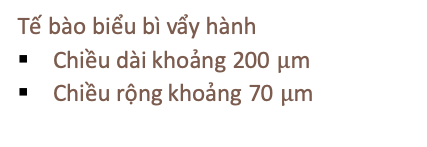 Tế bào biểu bì vẩy hành
▪ Chiều dài khoảng 200 µm
▪ Chiều rộng khoảng 70 µm